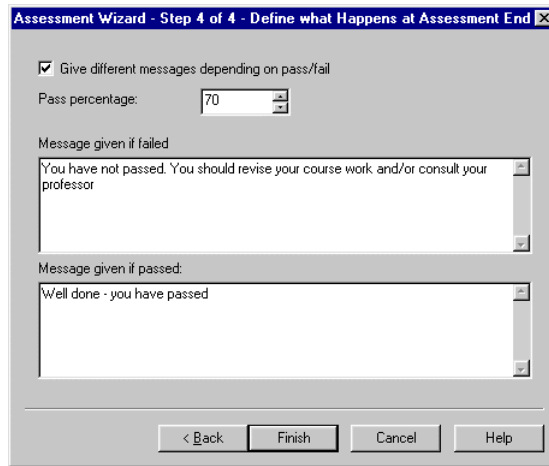 Assessment Wizard - Step 4 of 4 - Define what Happens at Assessment End
Give different messages depending on pass/fail
Pass percentage: 70
Message given if failed
You have not passed. You should revise your course work and/or consult your
professor
Message given if passed:
Well done - you have passed
< Back Finish Cancel Help